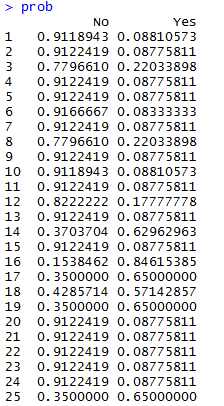 > prob
No Yes
1 0.9118943 0.08810573
2 0.9122419 0.08775811
3 0.7796610 0.22033898
4 0.9122419 0.08775811
5 0.9122419 0.08775811
6 0.9166667 0.08333333
7 0.9122419 0.08775811
8 0.7796610 0.22033898
9 0.9122419 0.08775811
10 0.9118943 0.08810573
11 0.9122419 0.08775811
12 0.8222222 0.17777778
13 0.9122419 0.08775811
14 0.3703704 0.62962963
15 0.9122419 0.08775811
16 0.1538462 0.84615385
17 0.3500000 0.65000000
18 0.4285714 0.57142857
19 0.3500000 0.65000000
20 0.9122419 0.08775811
21 0.9122419 0.08775811
22 0.9122419 0.08775811
23 0.9122419 0.08775811
24 0.9122419 0.08775811
25 0.3500000 0.65000000